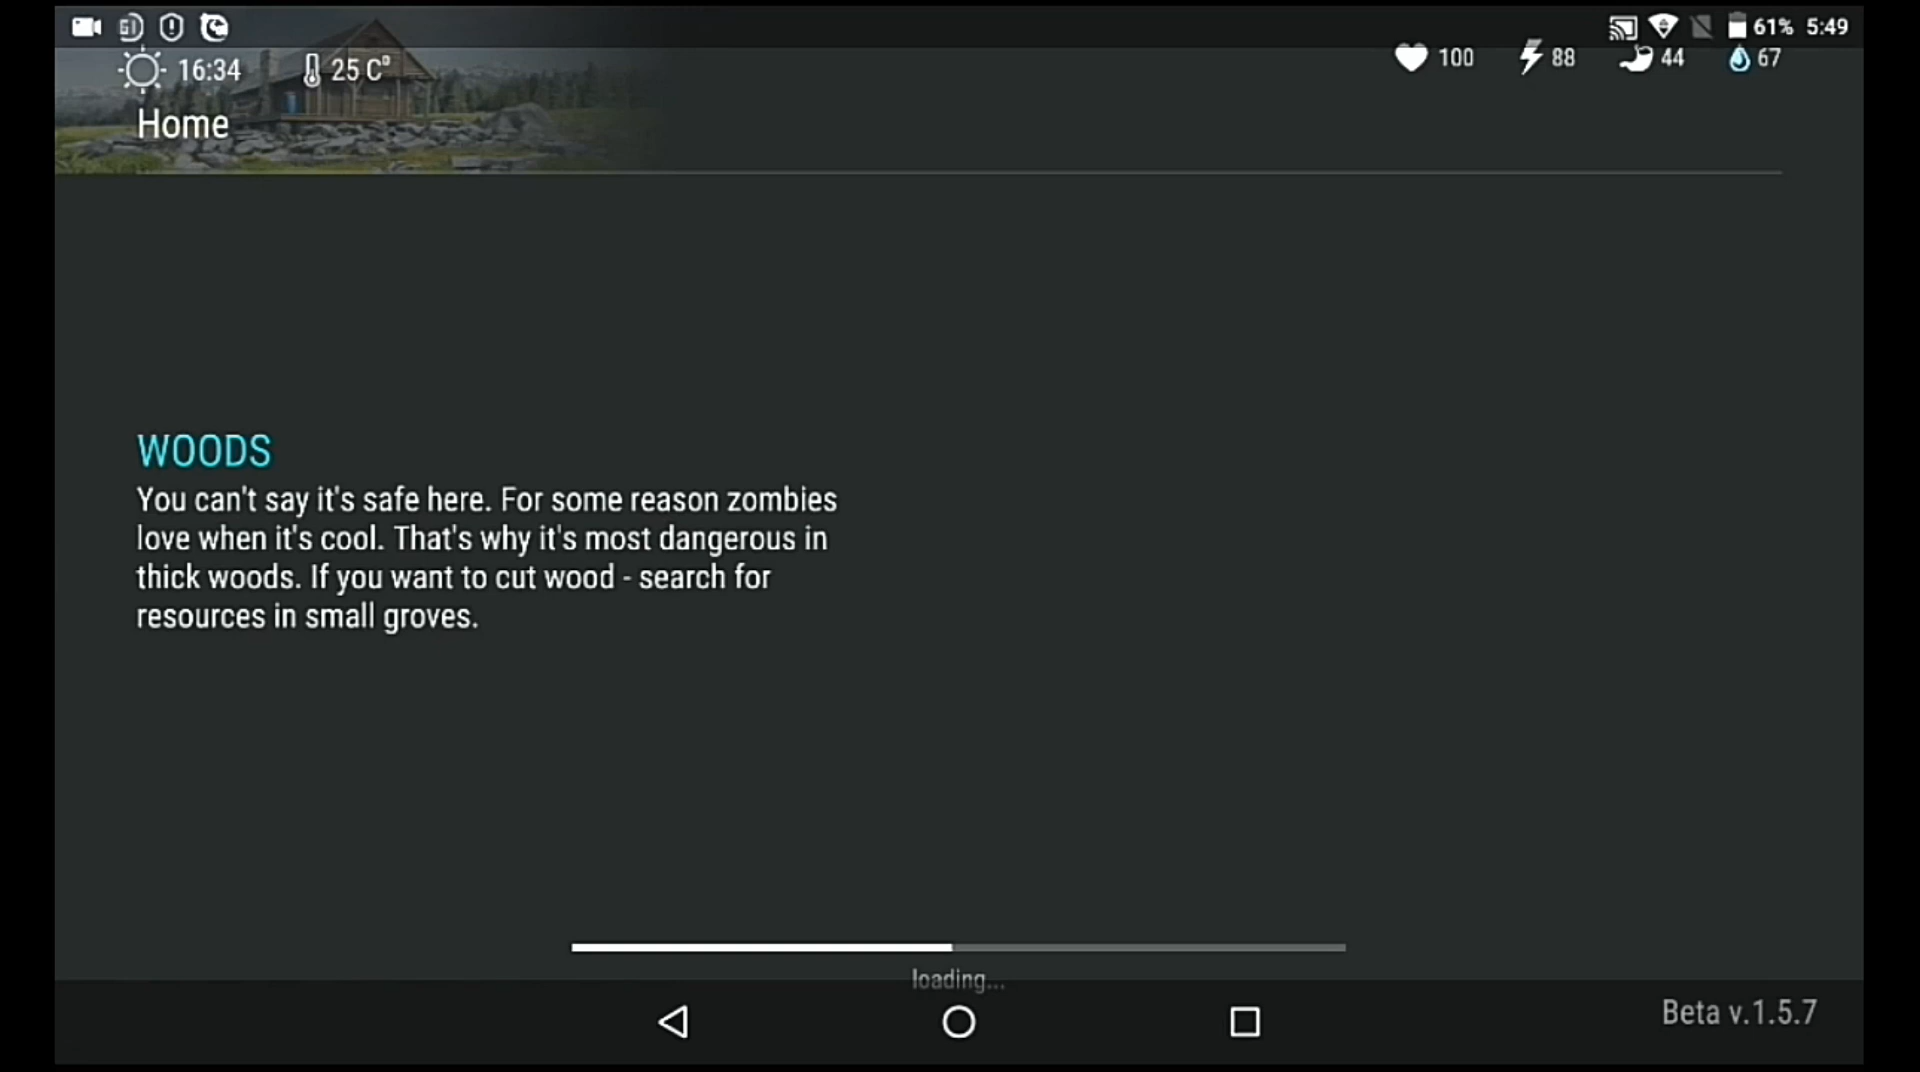 61% 5:49
16:34 25 C°
100 88 44 67
Home
WOODS
You can't say it's safe here. For some reason zombies
love when it's cool. That's why it's most dangerous in
thick woods. If you want to cut wood - search for
resources in small groves.
loading...
Beta v.1.5.7